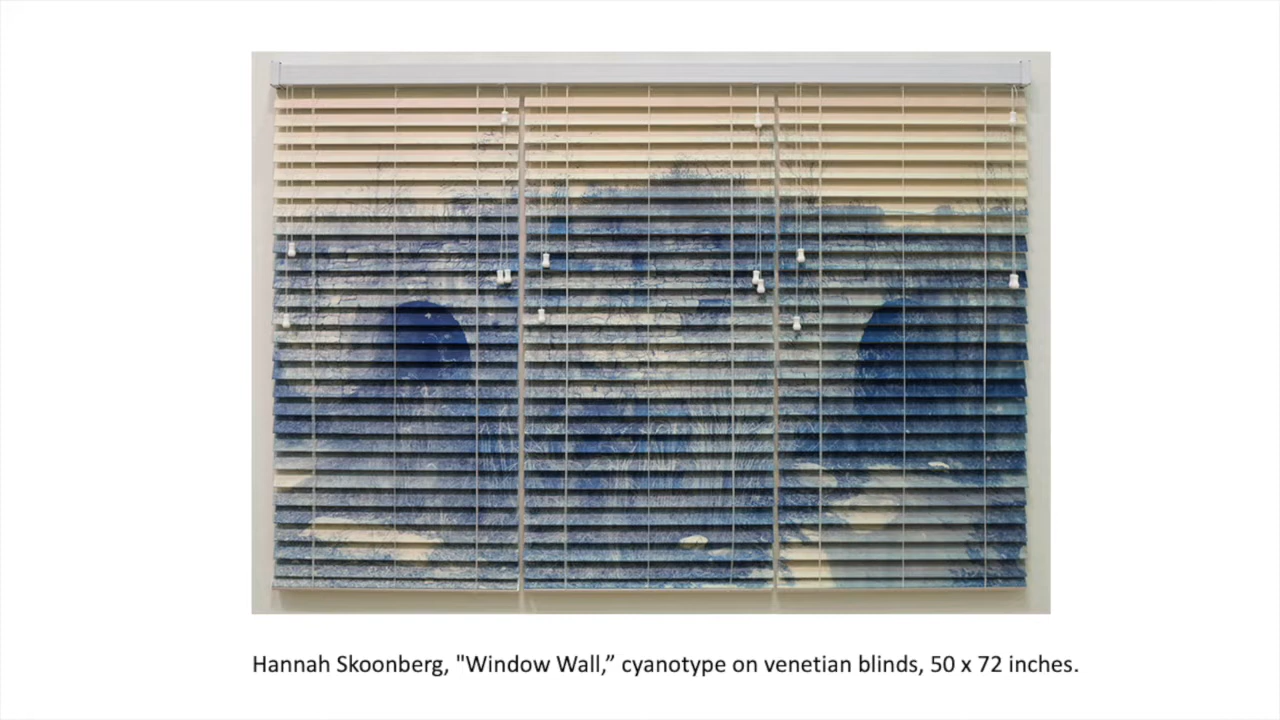 Hannah Skoonberg, "Window Wall,” cyanotype on venetian blinds, 50 x 72 inches.